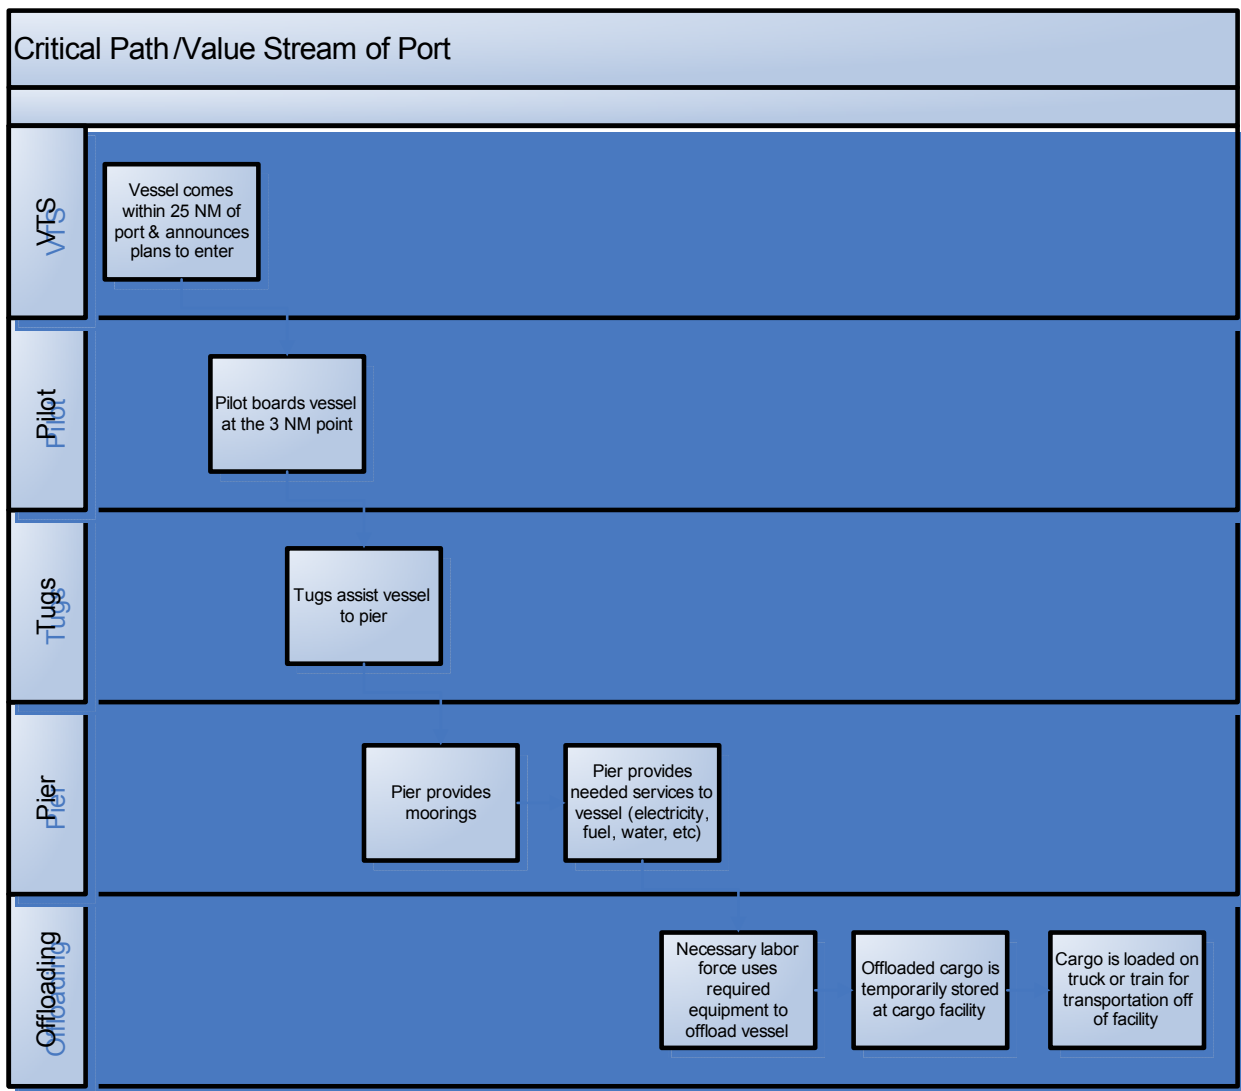 Critical Path /Value Stream of Port
VTS
Vessel comes
within 25 NM of
port & announces
plans to enter
Pilot
Pilot boards vessel
at the 3 NM point
Tugs
Tugs assist vessel
to pier
Pier
Pier provides
moorings
Pier provides
needed services to
vessel (electricity,
fuel, water, etc)
Offloading
Necessary labor
force uses
required
equipment to
offload vessel
Offloaded cargo is
temporarily stored
at cargo facility
Cargo is loaded on
truck or train for
transportation off
of facility